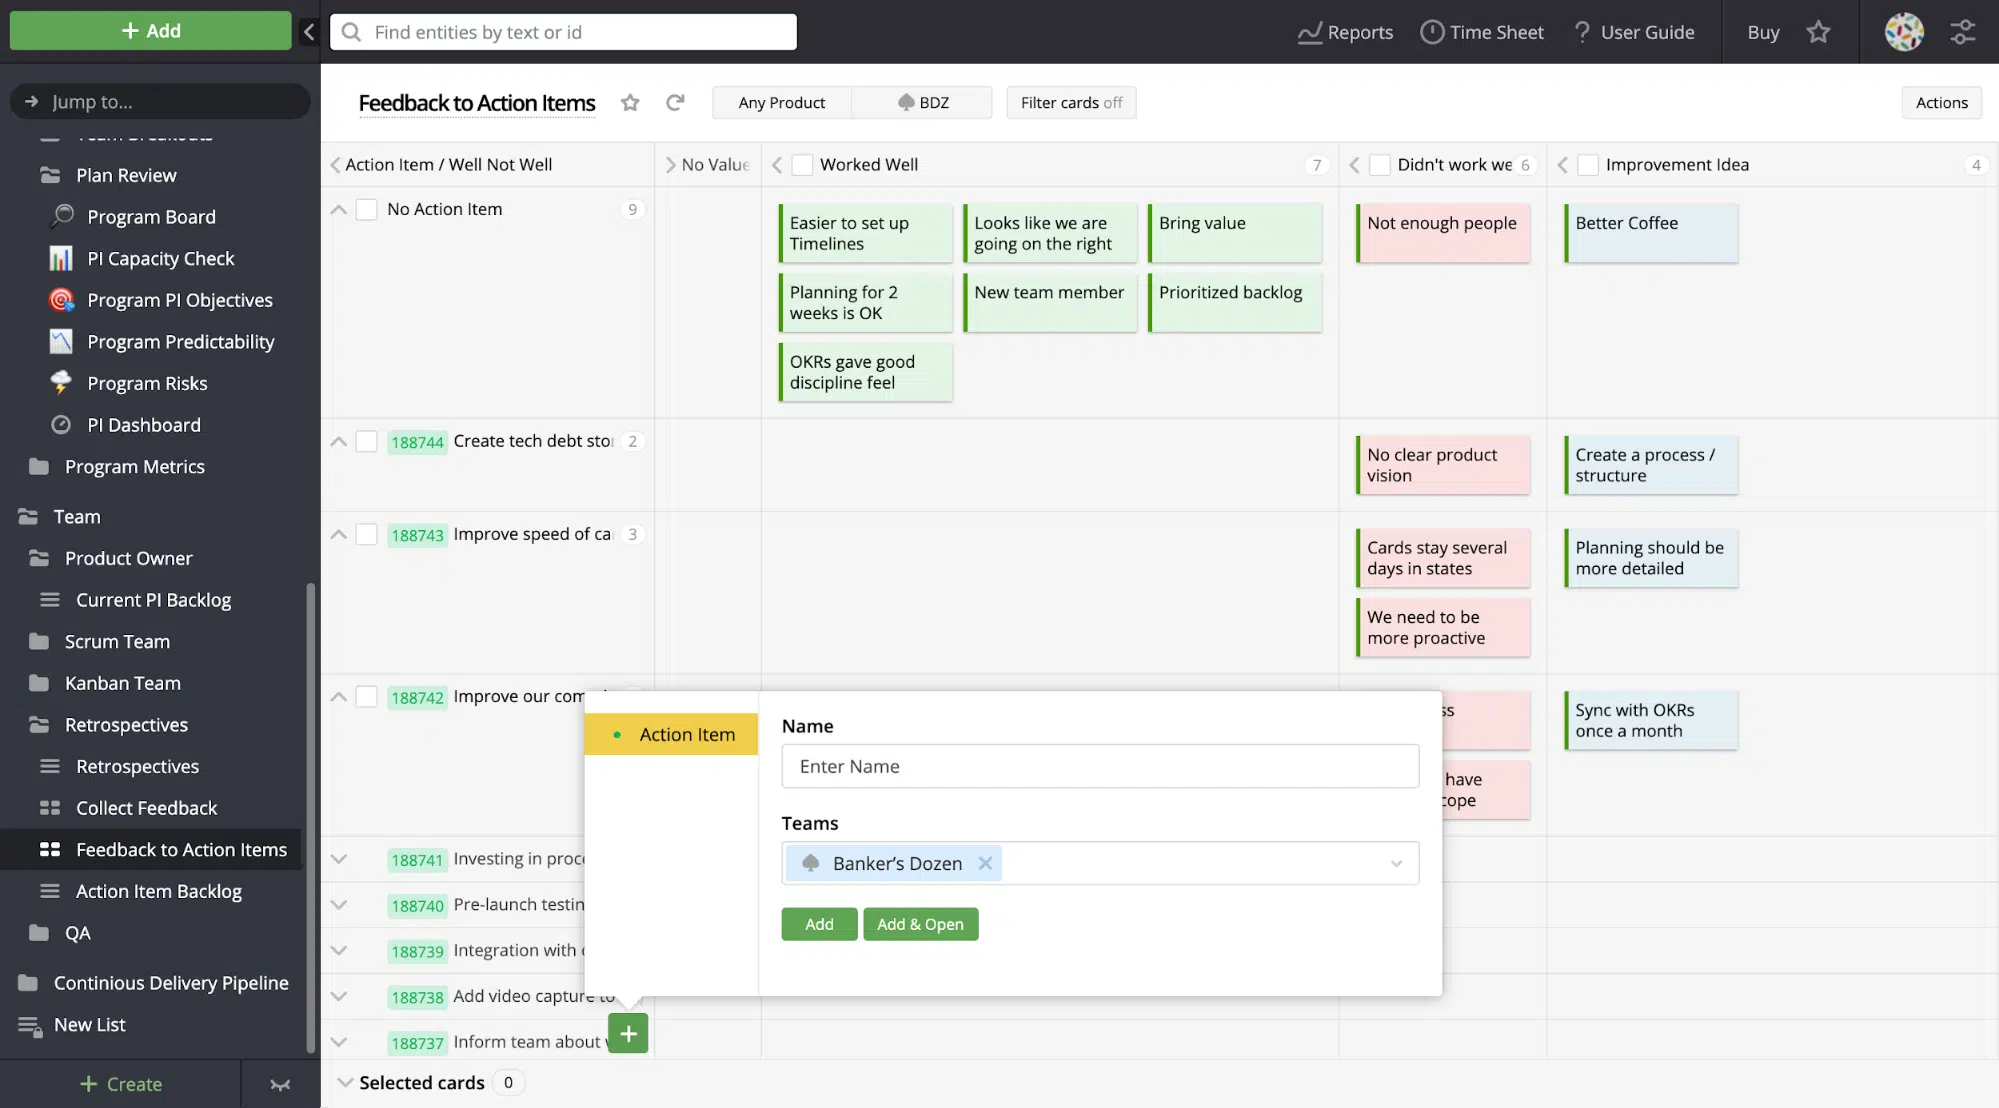 + Add
Find entities by text or id
Reports
Time Sheet
? User Guide
Buy
Jump to...
Plan Review
Program Board
PI Capacity Check
Program PI Objectives
Program Predictability
Program Risks
PI Dashboard
Program Metrics
Team
Product Owner
Current PI Backlog
Scrum Team
Kanban Team
Retrospectives
Retrospectives
Collect Feedback
Feedback to Action Items
Action Item Backlog
QA
Continious Delivery Pipeline
New List
+ Create
Feedback to Action Items
Any Product
BDZ
Filter cards off
Actions
Action Item / Well Not Well
No Value
Worked Well
7
Didn't work we
6
Improvement Idea
4
No Action Item
9
Easier to set up
Timelines
Looks like we are
going on the right
Bring value
Planning for 2
weeks is OK
New team member
Prioritized backlog
OKRs gave good
discipline feel
Not enough people
Better Coffee
188744 Create tech debt sto
2
No clear product
vision
Create a process /
structure
188743 Improve speed of ca
3
Cards stay several
days in states
We need to be
more proactive
Planning should be
more detailed
188742 Improve our com
ss
have
cope
Sync with OKRs
once a month
188741 Investing in proc
188740 Pre-launch testin
188739 Integration with
188738 Add video capture to
188737 Inform team about
Action Item
Name
Enter Name
Teams
Banker’s Dozen
Add
Add & Open
+
Selected cards 0